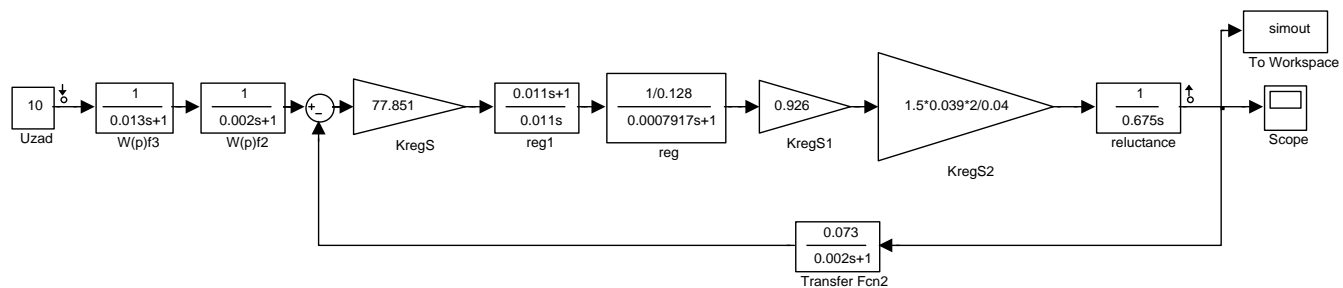 simout
To Workspace
10
Uzad
1
0.013s+1
W(p)f3
1
0.002s+1
W(p)f2
+
−
77.851
KregS
0.011s+1
0.011s
reg1
1/0.128
0.0007917s+1
reg
0.926
KregS1
1.5*0.039*2/0.04
KregS2
1
0.675s
reluctance
Scope
0.073
0.002s+1
Transfer Fcn2